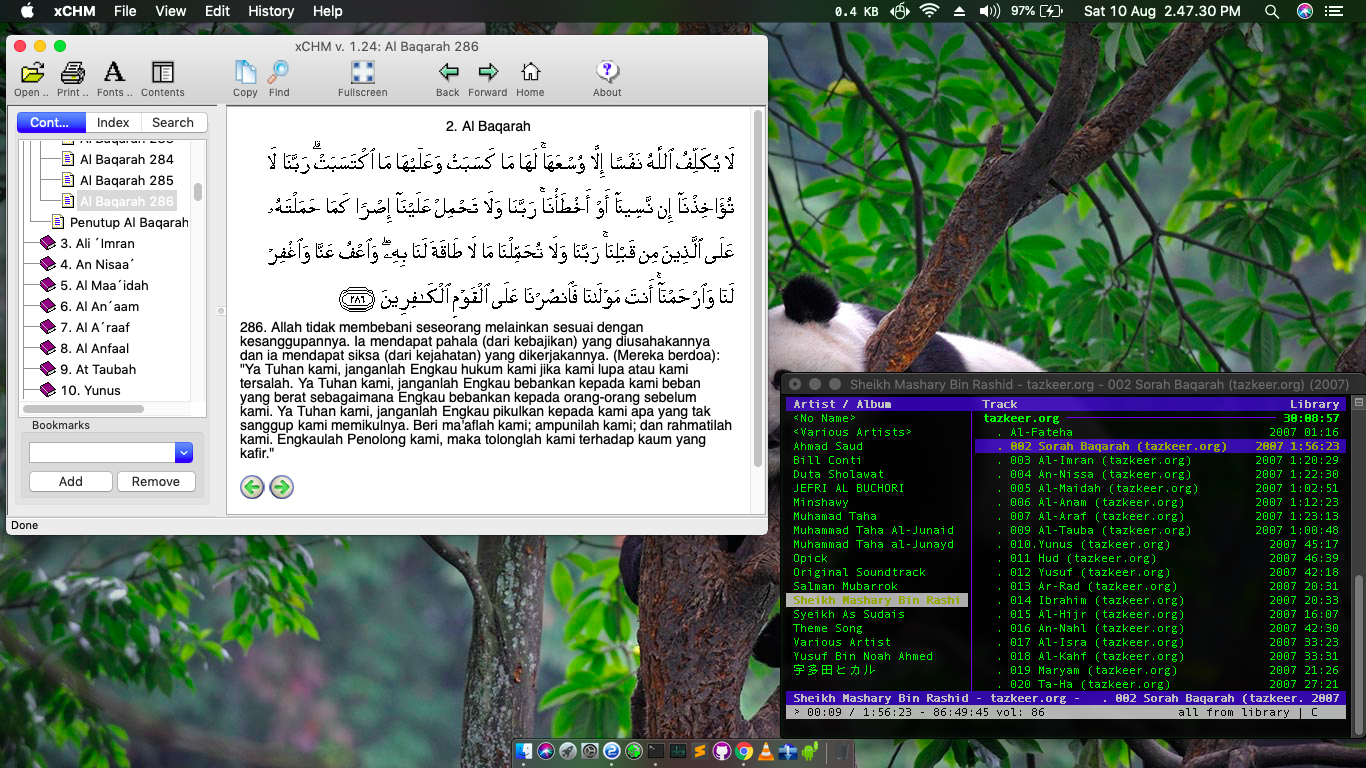 xCHM File View Edit History Help 0.4 KB 97% Sat 10 Aug 2.47.30 PM
xCHM v. 1.24: Al Baqarah 286
Open .. Print .. Fonts .. Contents Copy Find Fullscreen Back Forward Home About
Cont... Index Search
Al Baqarah 284
Al Baqarah 285
Al Baqarah 286
Penutup Al Baqarah
3. Ali ´Imran
4. An Nisaa´
5. Al Maa´idah
6. Al An´aam
7. Al A´raaf
8. Al Anfaal
9. At Taubah
10. Yunus
Bookmarks
Add Remove
Done
2. Al Baqarah
لَا يُكَلِّفُ ٱللَّهُ نَفْسًا إِلَّا وُسْعَهَا ۚ لَهَا مَا كَسَبَتْ وَعَلَيْهَا مَا ٱكْتَسَبَتْ ۗ رَبَّنَا لَا
تُؤَاخِذْنَآ إِن نَّسِينَآ أَوْ أَخْطَأْنَا ۚ رَبَّنَا وَلَا تَحْمِلْ عَلَيْنَآ إِصْرًا كَمَا حَمَلْتَهُۥ
عَلَى ٱلَّذِينَ مِن قَبْلِنَا ۚ رَبَّنَا وَلَا تُحَمِّلْنَا مَا لَا طَاقَةَ لَنَا بِهِۦ ۖ وَٱعْفُ عَنَّا وَٱغْفِرْ
لَنَا وَٱرْحَمْنَآ ۚ أَنتَ مَوْلَىٰنَا فَٱنصُرْنَا عَلَى ٱلْقَوْمِ ٱلْكَـٰفِرِينَ ٢٨٦
286. Allah tidak membebani seseorang melainkan sesuai dengan
kesanggupannya. Ia mendapat pahala (dari kebajikan) yang diusahakannya
dan ia mendapat siksa (dari kejahatan) yang dikerjakannya. (Mereka berdoa):
"Ya Tuhan kami, janganlah Engkau hukum kami jika kami lupa atau kami
tersalah. Ya Tuhan kami, janganlah Engkau bebankan kepada kami beban
yang berat sebagaimana Engkau bebankan kepada orang-orang sebelum
kami. Ya Tuhan kami, janganlah Engkau pikulkan kepada kami apa yang tak
sanggup kami memikulnya. Beri ma'aflah kami; ampunilah kami; dan rahmatilah
kami. Engkaulah Penolong kami, maka tolonglah kami terhadap kaum yang
kafir."
Sheikh Mashary Bin Rashid - tazkeer.org - 002 Sorah Baqarah (tazkeer.org) (2007)
Artist / Album
<No Name>
<Various Artists>
Ahmad Saud
Bill Conti
Duta Sholawat
JEFRI AL BUCHORI
Minshawy
Muhamad Taha
Muhammad Taha Al-Junaid
Muhammad Taha al-Junayd
Opick
Original Soundtrack
Salman Mubarrok
Sheikh Mashary Bin Rashi
Syeikh As Sudais
Theme Song
Various Artist
Yusuf Bin Noah Ahmed
宇多田ヒカル
Track Library
tazkeer.org 30:08:57
. Al-Fateha 2007 01:16
. 002 Sorah Baqarah (tazkeer.org) 2007 1:56:23
. 003 Al-Imran (tazkeer.org) 2007 1:20:29
. 004 An-Nissa (tazkeer.org) 2007 1:22:30
. 005 Al-Maidah (tazkeer.org) 2007 1:02:51
. 006 Al-Anam (tazkeer.org) 2007 1:12:23
. 007 Al-Araf (tazkeer.org) 2007 1:23:13
. 009 Al-Tauba (tazkeer.org) 2007 1:00:48
. 010.Yunus (tazkeer.org) 2007 45:17
. 011 Hud (tazkeer.org) 2007 46:39
. 012 Yusuf (tazkeer.org) 2007 42:18
. 013 Ar-Rad (tazkeer.org) 2007 20:31
. 014 Ibrahim (tazkeer.org) 2007 20:33
. 015 Al-Hijr (tazkeer.org) 2007 16:07
. 016 An-Nahl (tazkeer.org) 2007 42:30
. 017 Al-Isra (tazkeer.org) 2007 33:23
. 018 Al-Kahf (tazkeer.org) 2007 33:31
. 019 Maryam (tazkeer.org) 2007 21:26
. 020 Ta-Ha (tazkeer.org) 2007 27:21
Sheikh Mashary Bin Rashid - tazkeer.org - . 002 Sorah Baqarah (tazkeer. 2007
> 00:09 / 1:56:23 - 86:49:45 vol: 86 all from library | C